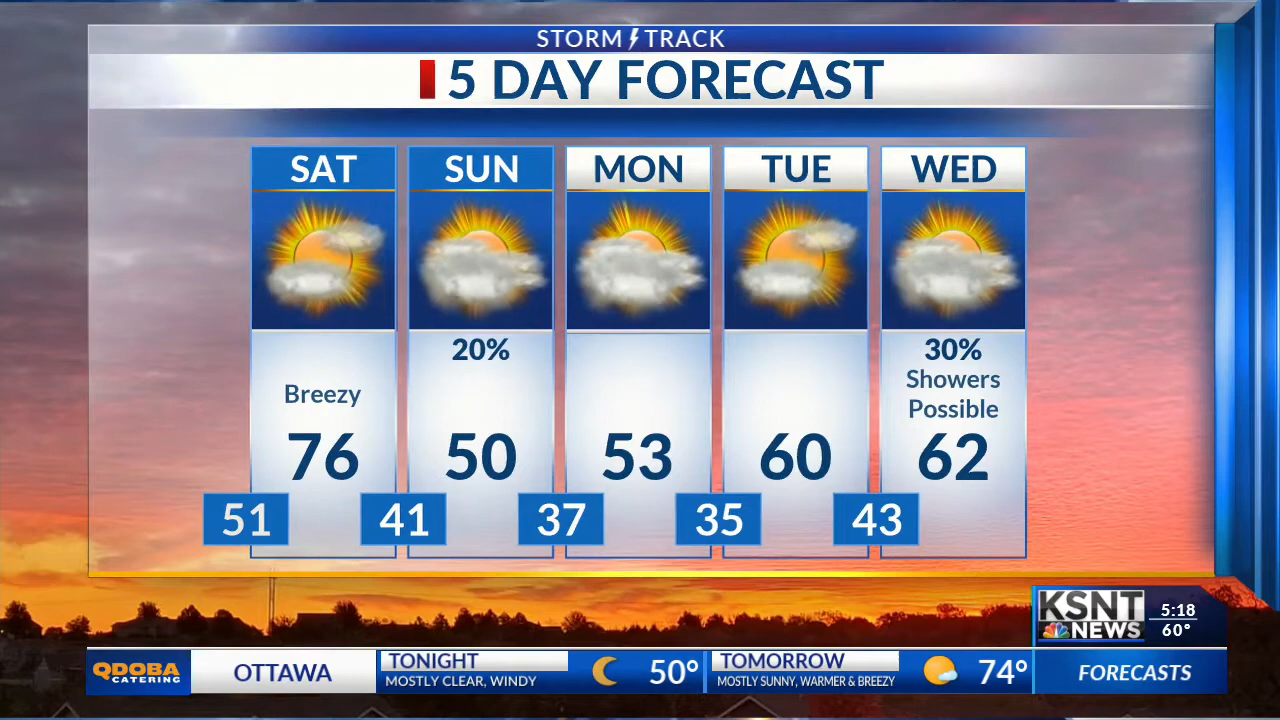 STORM TRACK
5 DAY FORECAST
SAT SUN MON TUE WED
20% 30%
Breezy Showers
Possible
76 50 53 60 62
51 41 37 35 43
KSNT
NEWS
5:18
60°
QDOBA
CATERING
OTTAWA
TONIGHT
MOSTLY CLEAR, WINDY
50°
TOMORROW
MOSTLY SUNNY, WARMER & BREEZY
74°
FORECASTS